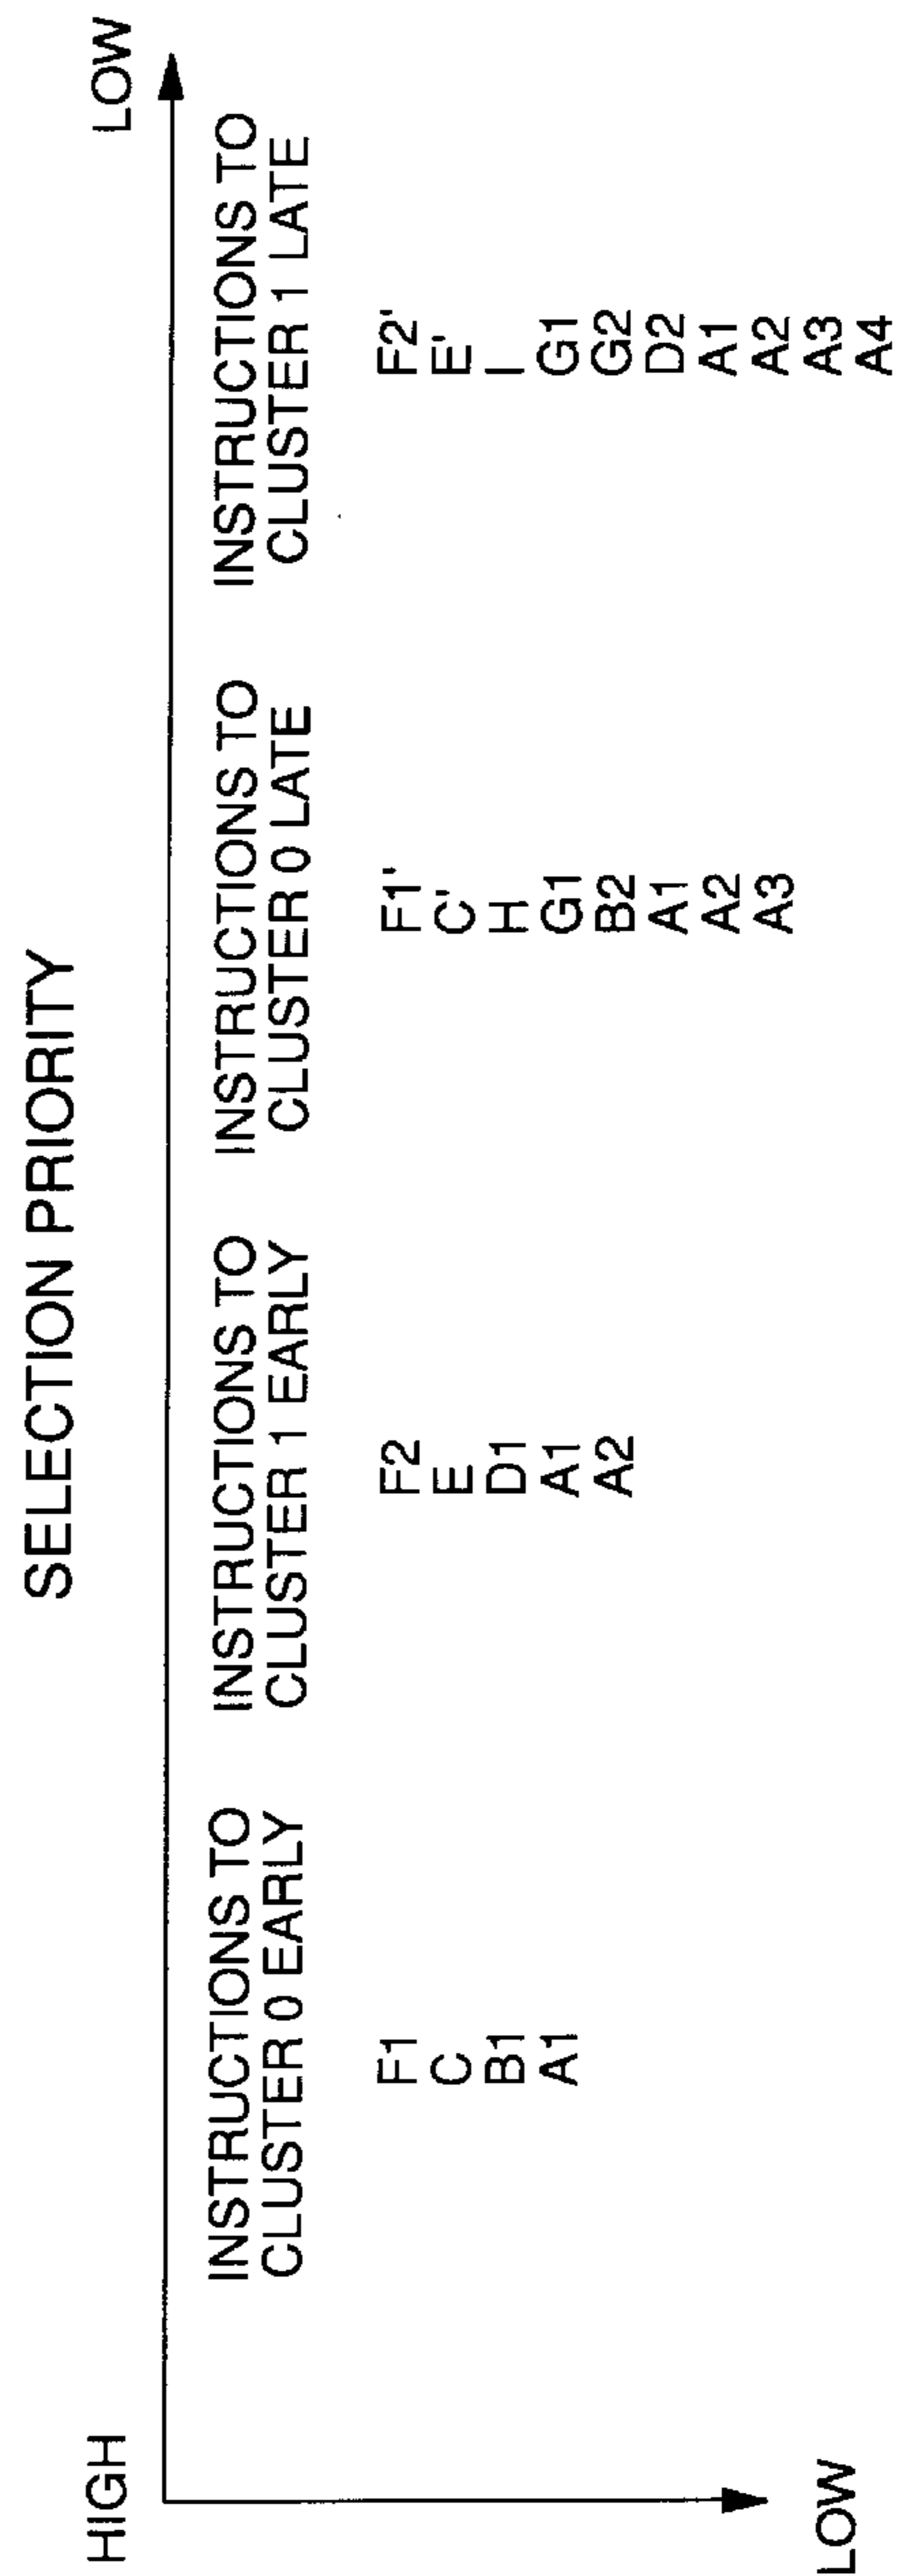 SELECTION PRIORITY
HIGH
LOW
INSTRUCTIONS TO
CLUSTER 0 EARLY
F1
C
B1
A1
INSTRUCTIONS TO
CLUSTER 1 EARLY
F2
E
D1
A1
A2
INSTRUCTIONS TO
CLUSTER 0 LATE
F1'
C'
H
G1
B2
A1
A2
A3
INSTRUCTIONS TO
CLUSTER 1 LATE
F2'
E'
I
G1
G2
D2
A1
A2
A3
A4
LOW